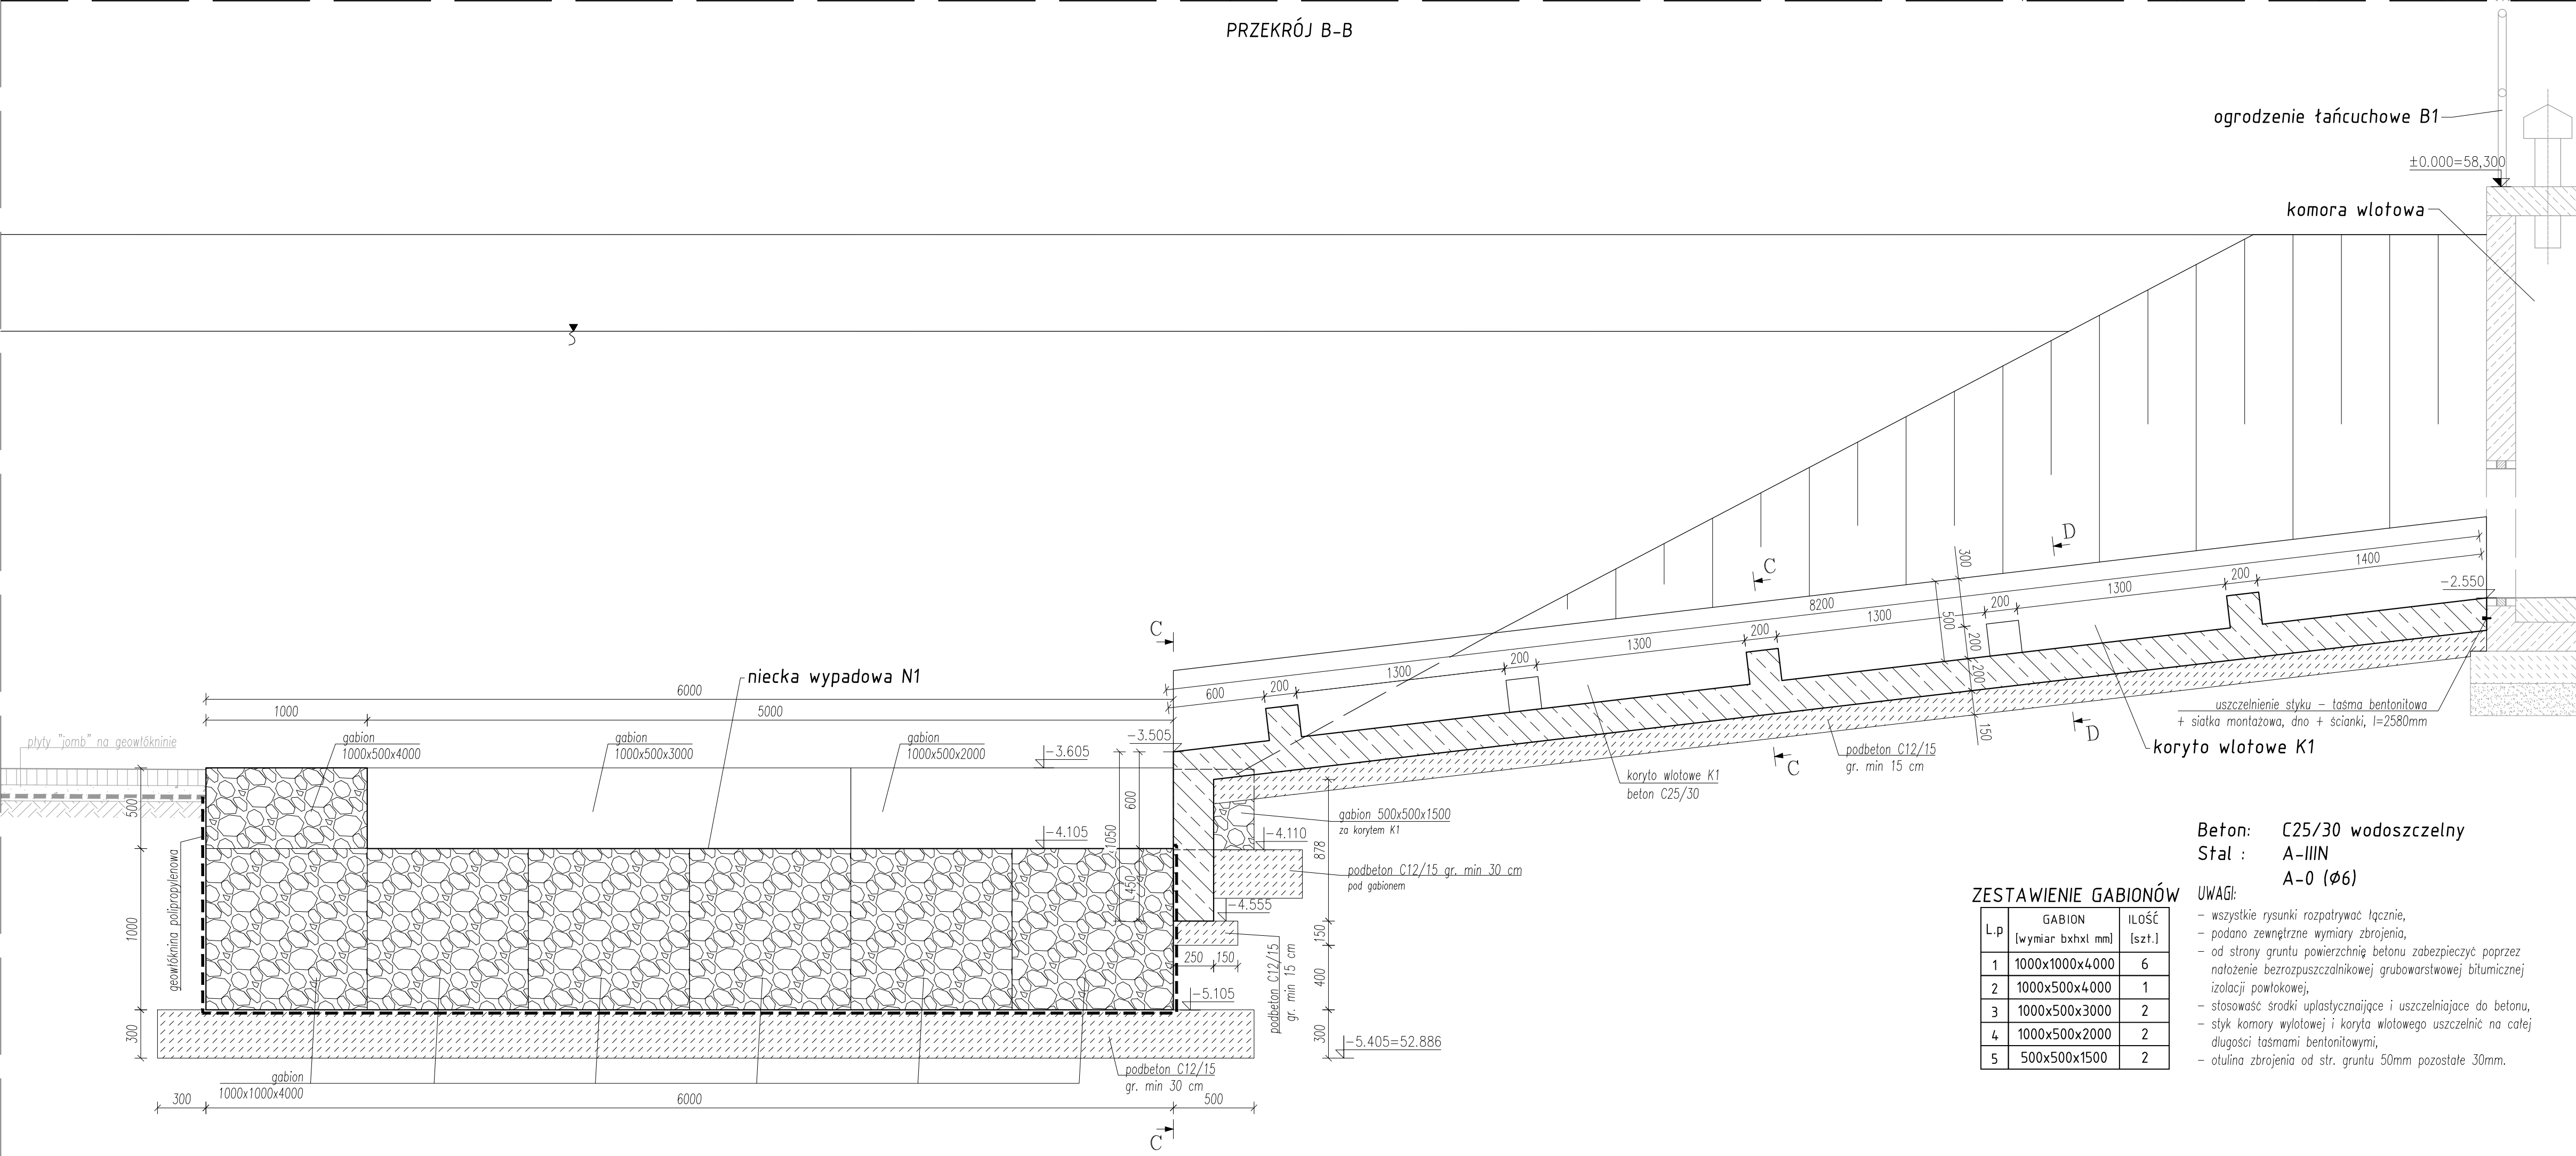 PRZEKRÓJ B-B
ogrodzenie łańcuchowe B1
±0.000=58,300
komora wlotowa
D
C
300
1400
200
-2.550
1300
8200
200
1300
500
200
200
1300
200
200
150
1300
200
600
200
C
niecka wypadowa N1
6000
1000
5000
-3.505
płyty "jomb" na geowłókninie
gabion
1000x500x4000
gabion
1000x500x3000
gabion
1000x500x2000
-3.605
uszczelnienie styku - taśma bentonitowa
+ siatka montażowa, dno + ścianki, l=2580mm
D
koryto wlotowe K1
podbeton C12/15
gr. min 15 cm
C
koryto wlotowe K1
beton C25/30
500
600
1050
450
-4.105
gabion 500x500x1500
za korytem K1
-4.110
878
podbeton C12/15 gr. min 30 cm
pod gabionem
-4.555
geowłóknina polipropylenowa
1000
150
250
150
400
podbeton C12/15
gr. min 15 cm
-5.105
300
300
-5.405=52.886
gabion
1000x1000x4000
podbeton C12/15
gr. min 30 cm
300
6000
500
C
Beton: C25/30 wodoszczelny
Stal : A-IIIN
A-0 (ø6)
ZESTAWIENIE GABIONÓW
L.p GABION [wymiar bxhxl mm] ILOŚĆ [szt.]
1 1000x1000x4000 6
2 1000x500x4000 1
3 1000x500x3000 2
4 1000x500x2000 2
5 500x500x1500 2
UWAGI:
- wszystkie rysunki rozpatrywać łącznie,
- podano zewnętrzne wymiary zbrojenia,
- od strony gruntu powierzchnię betonu zabezpieczyć poprzez
nałożenie bezrozpuszczalnikowej grubowarstwowej bitumicznej
izolacji powłokowej,
- stosowaść środki uplastycznające i uszczelniajace do betonu,
- styk komory wylotowej i koryta wlotowego uszczelnić na całej
dlugości taśmami bentonitowymi,
- otulina zbrojenia od str. gruntu 50mm pozostałe 30mm.